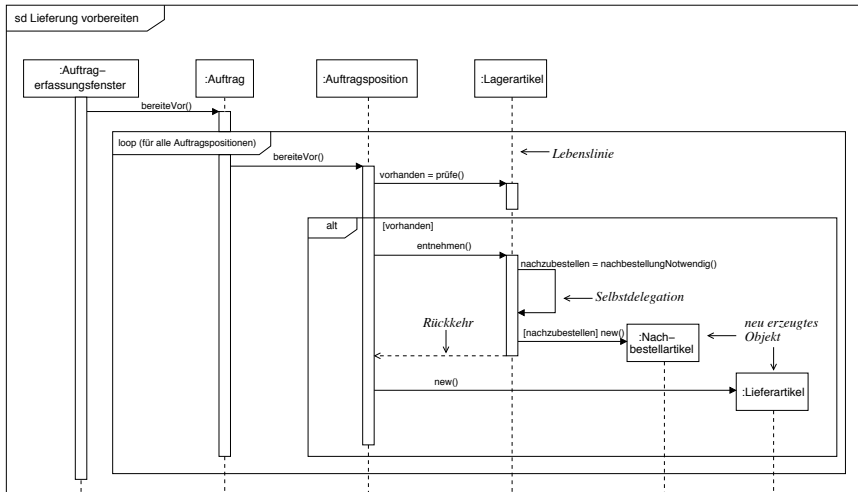 sd Lieferung vorbereiten
:Auftrag–
erfassungsfenster
:Auftrag
:Auftragsposition
:Lagerartikel
bereiteVor()
loop (für alle Auftragspositionen)
bereiteVor()
Lebenslinie
vorhanden = prüfe()
alt
[vorhanden]
entnehmen()
nachzubestellen = nachbestellungNotwendig()
Selbstdelegation
Rückkehr
[nachzubestellen] new()
:Nach–
bestellartikel
neu erzeugtes
Objekt
new()
:Lieferartikel